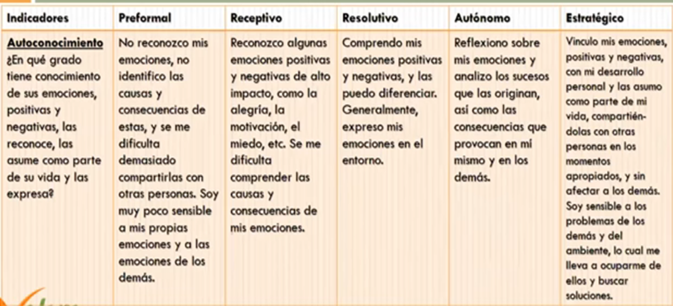 Indicadores
Preformal
Receptivo
Resolutivo
Autónomo
Estratégico
Autoconocimiento
¿En qué grado
tiene conocimiento
de sus emociones,
positivas y
negativas, las
reconoce, las
asume como parte
de su vida y las
expresa?
No reconozco mis
emociones, no
identifico las
causas y
consecuencias de
estas, y se me
dificulta
demasiado
compartirlas con
otras personas. Soy
muy poco sensible
a mis propias
emociones y a las
emociones de los
demás.
Reconozco algunas
emociones positivas
y negativas de alto
impacto, como la
alegría, la
motivación, el
miedo, etc. Se me
dificulta
comprender las
causas y
consecuencias de
mis emociones.
Comprendo mis
emociones positivas
y negativas, y las
puedo diferenciar.
Generalmente,
expreso mis
emociones en el
entorno.
Reflexiono sobre
mis emociones y
analizo los sucesos
que las originan,
así como las
consecuencias que
provocan en mí
mismo y en los
demás.
Vinculo mis emociones,
positivas y negativas,
con mi desarrollo
personal y las asumo
como parte de mi
vida, compartién-
dolas con otras
personas en los
momentos
apropiados, y sin
afectar a los demás.
Soy sensible a los
problemas de los
demás y del
ambiente, lo cual me
lleva a ocuparme de
ellos y buscar
soluciones.